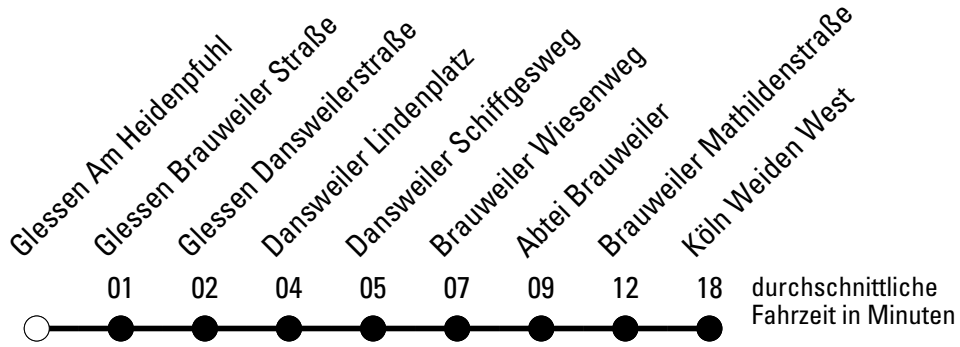 Glessen Am Heidenpfuhl
Glessen Brauweiler Straße
Glessen Dansweilerstraße
Dansweiler Lindenplatz
Dansweiler Schiffgesweg
Brauweiler Wiesenweg
Abtei Brauweiler
Brauweiler Mathildenstraße
Köln Weiden West
01 02 04 05 07 09 12 18
durchschnittliche
Fahrzeit in Minuten